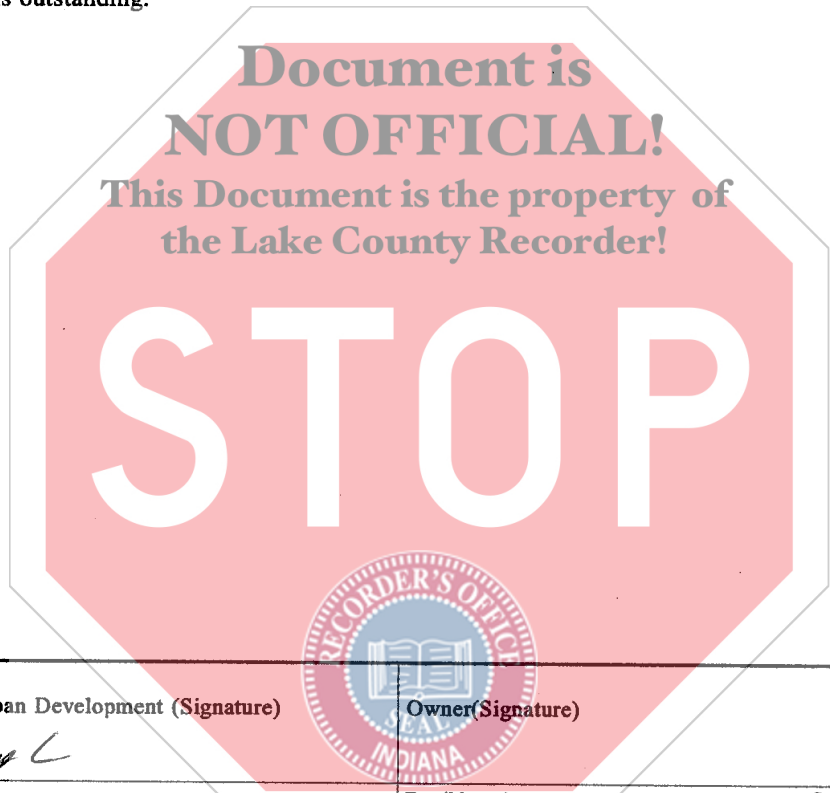 outstanding.
Document is
NOT OFFICIAL!
This Document is the property of
the Lake County Recorder!
STOP
RECORDER'S OFFICE
SEAL
INDIANA
Development (Signature)
Owner(Signature)